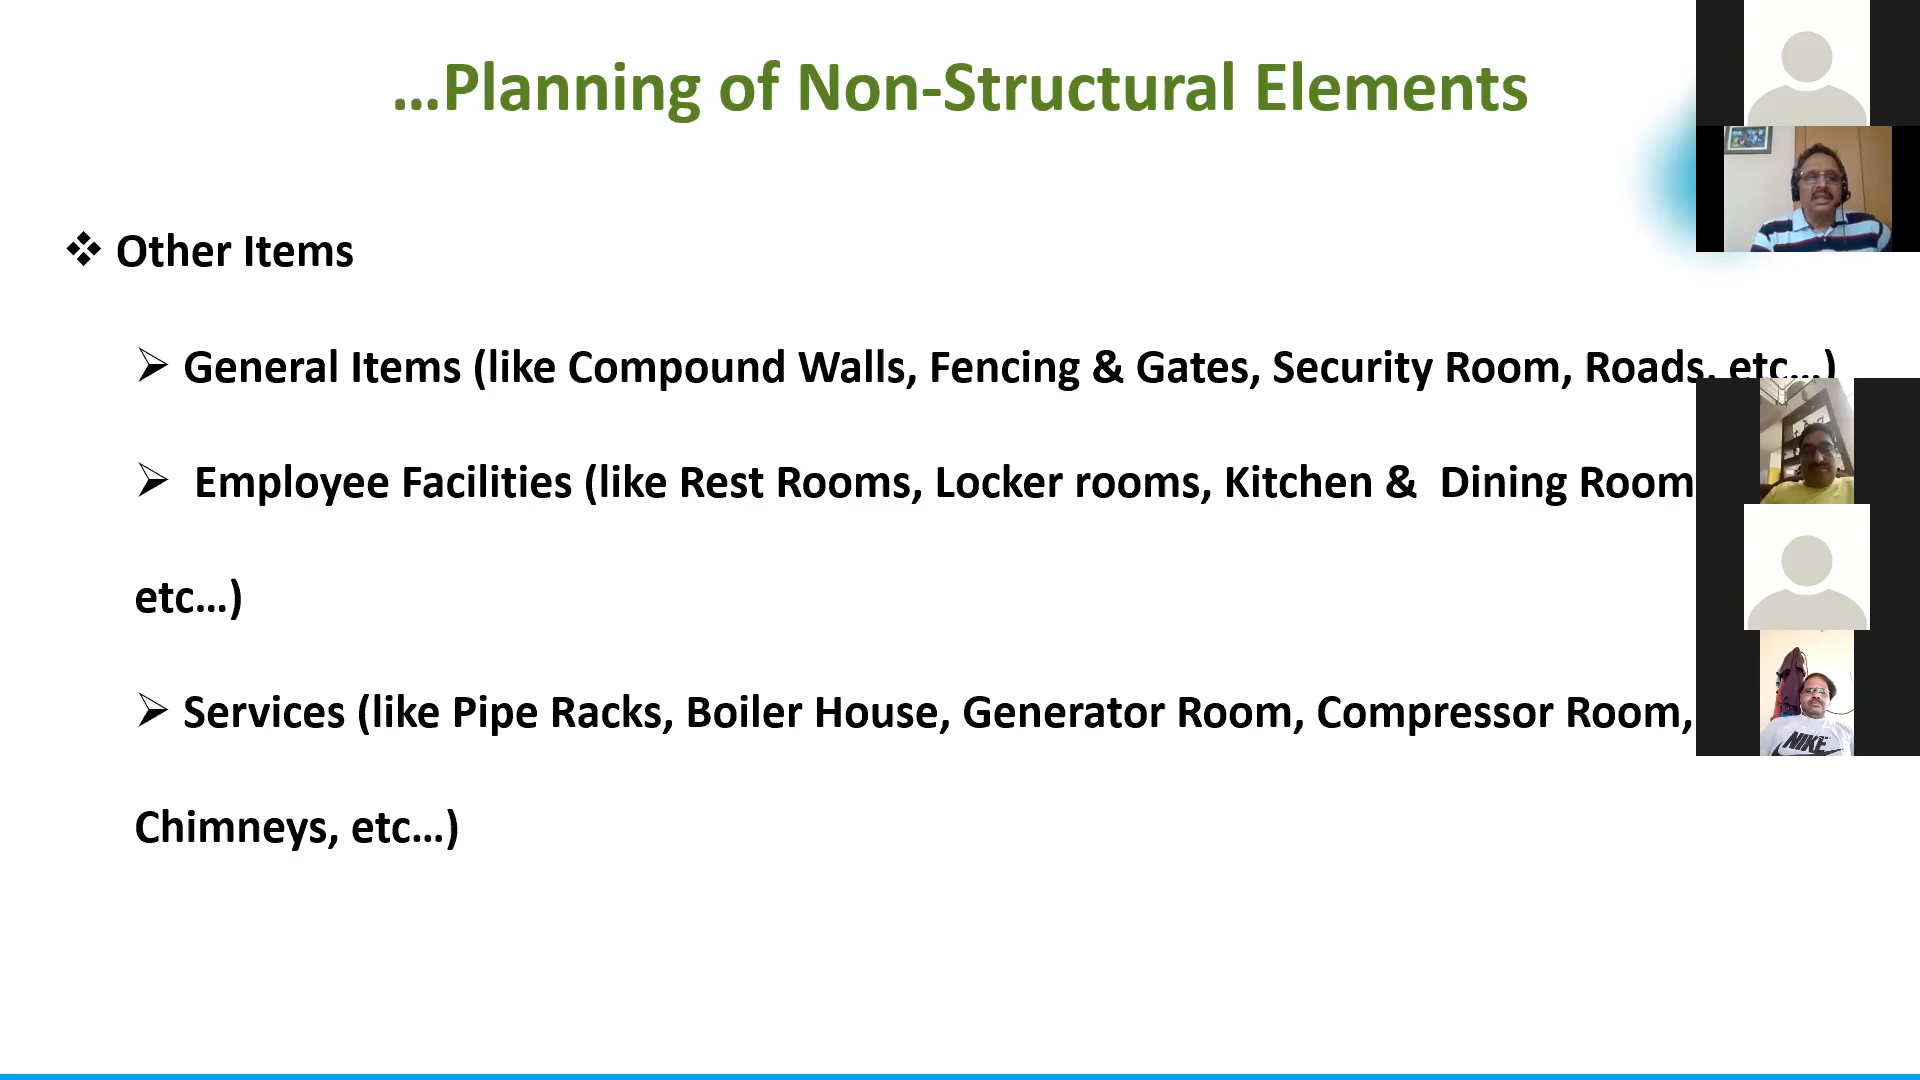 ...Planning of Non-Structural Elements
Other Items
General Items (like Compound Walls, Fencing & Gates, Security Room, Roads, etc...)
Employee Facilities (like Rest Rooms, Locker rooms, Kitchen & Dining Room
etc...)
Services (like Pipe Racks, Boiler House, Generator Room, Compressor Room,
Chimneys, etc...)
NIKE